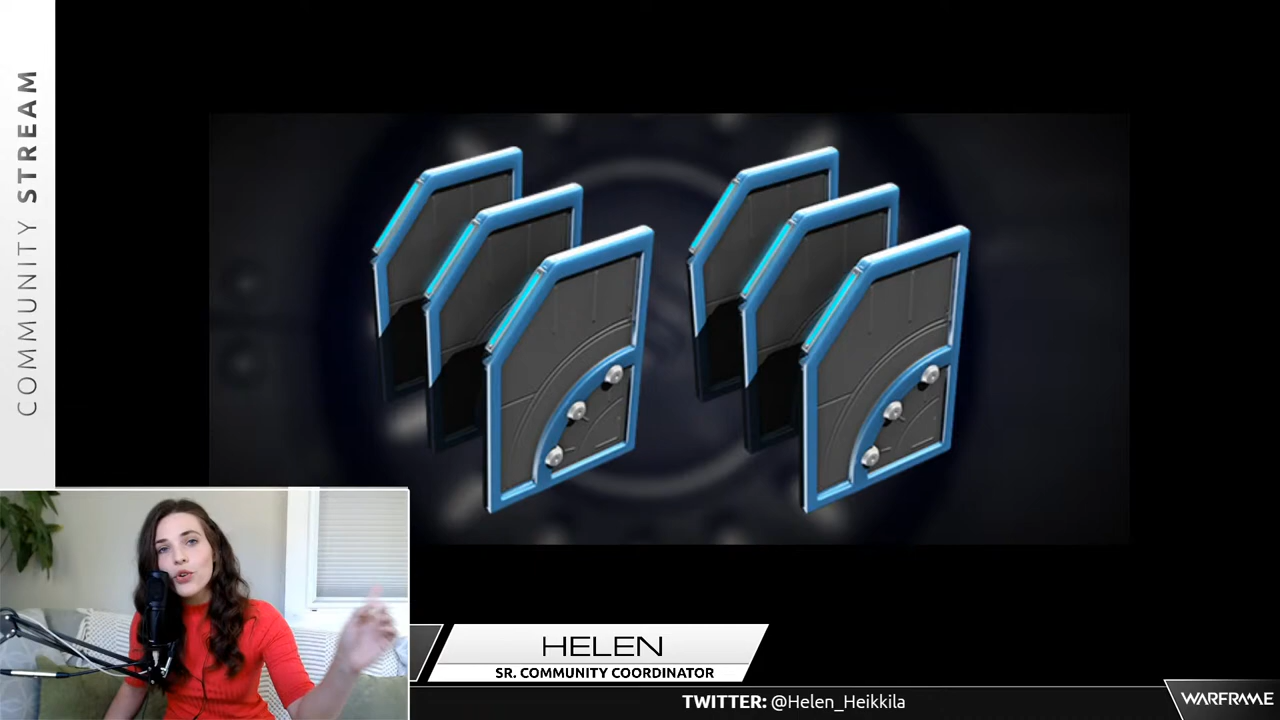 COMMUNITY STREAM
HELEN
SR. COMMUNITY COORDINATOR
TWITTER: @Helen_Heikkila
WARFRAME